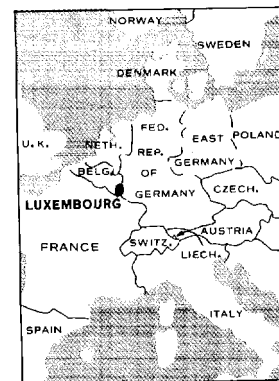 NORWAY
SWEDEN
DENMARK
U.K.
NETH.
FED.
REP.
OF
GERMANY
EAST
GERMANY
POLAND
BELG.
LUXEMBOURG
CZECH.
FRANCE
SWITZ.
AUSTRIA
LIECH.
ITALY
SPAIN